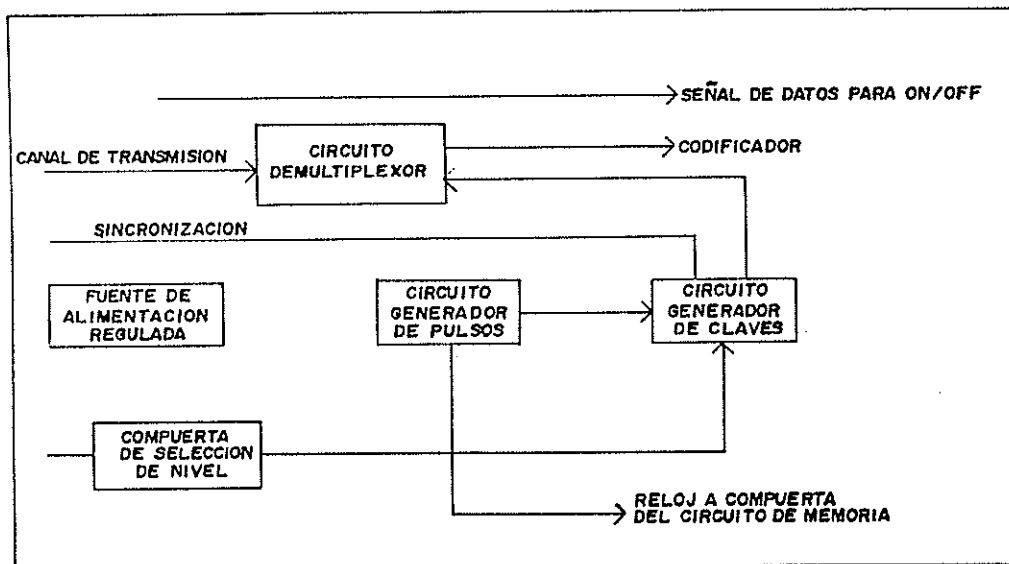 SEÑAL DE DATOS PARA ON/OFF
CANAL DE TRANSMISION
CIRCUITO
DEMULTIPLEXOR
CODIFICADOR
SINCRONIZACION
FUENTE DE
ALIMENTACION
REGULADA
CIRCUITO
GENERADOR
DE PULSOS
CIRCUITO
GENERADOR
DE CLAVES
COMPUERTA
DE SELECCION
DE NIVEL
RELOJ A COMPUERTA
DEL CIRCUITO DE MEMORIA